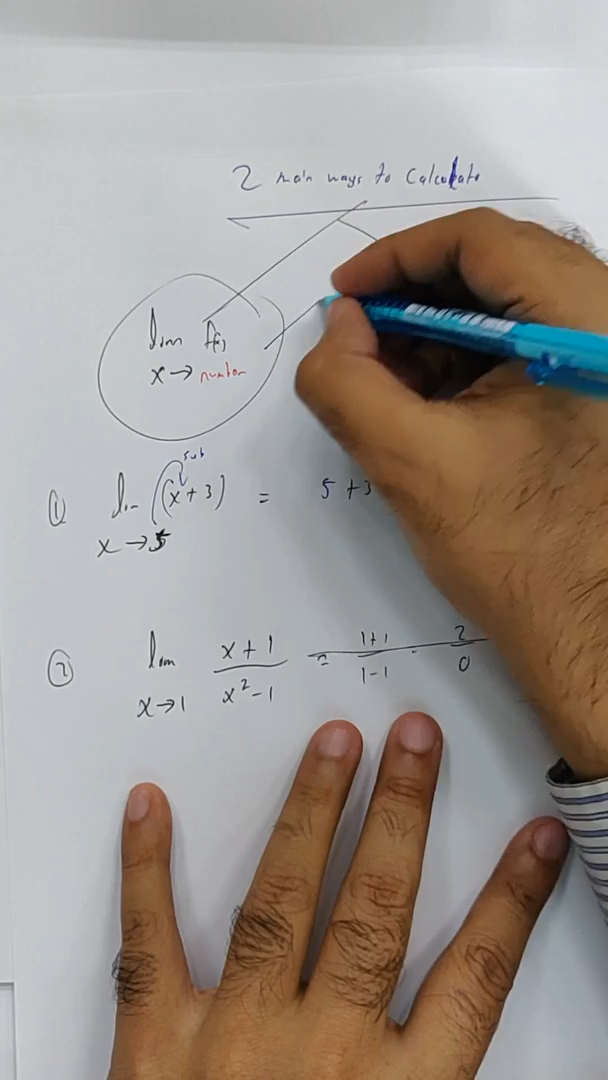 2 main ways to Calculate
lim f(x)
x → number
sub
① lim (x+3) = 5 + 3
x → 5
② lim x+1 / x²-1 = 1+1 / 1-1 = 2 / 0
x → 1